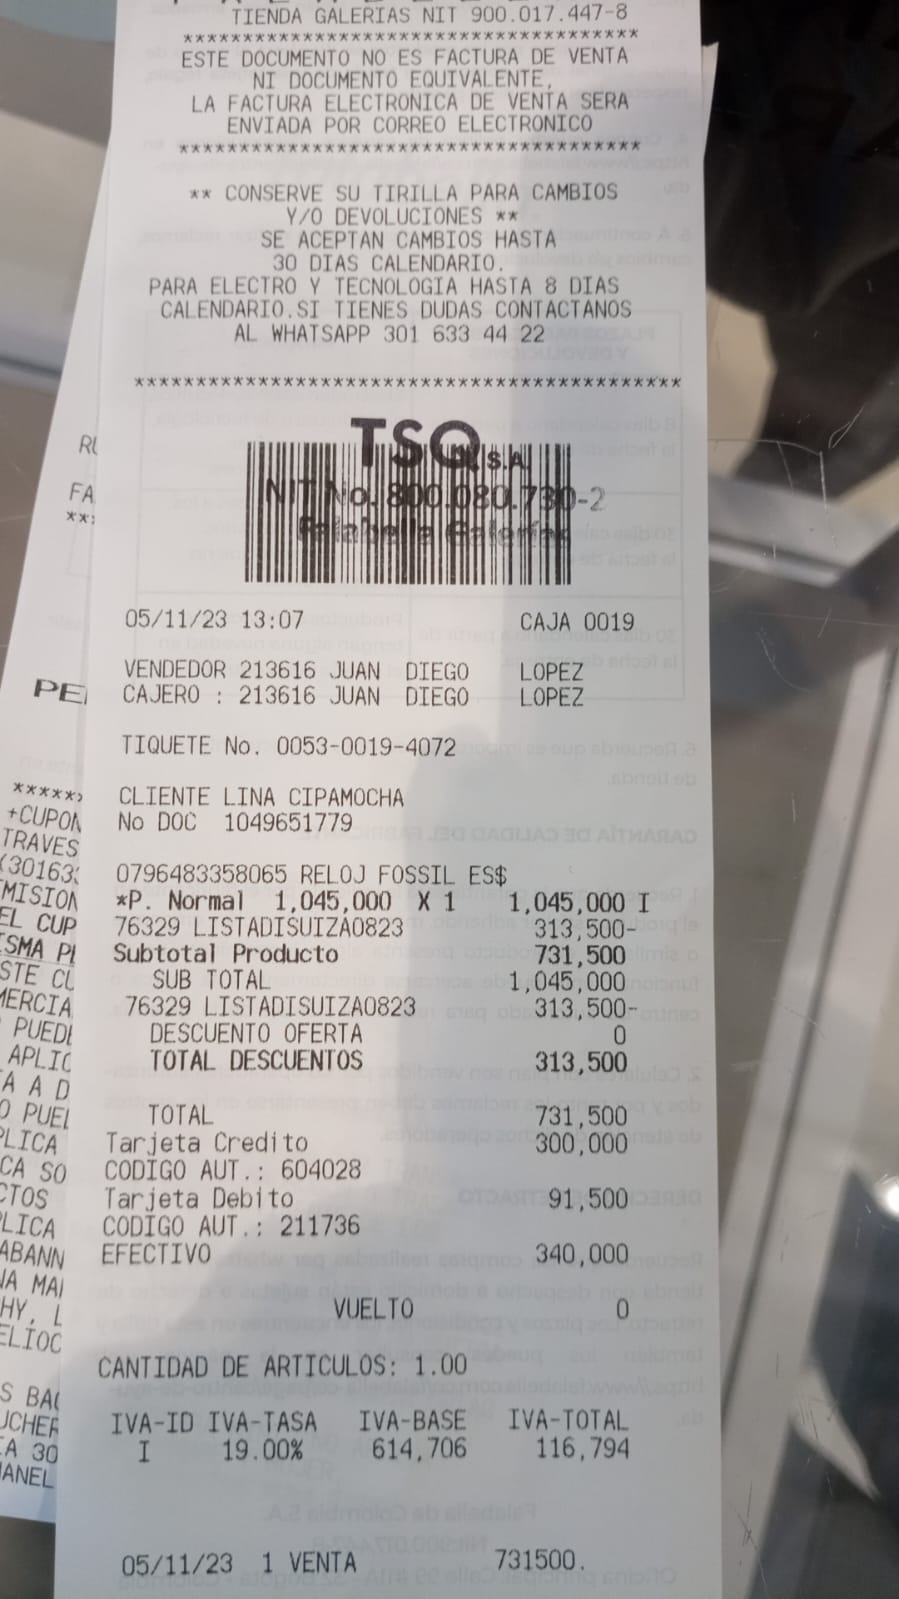 TIENDA GALERIAS NIT 900.017.447-8
**************************************
ESTE DOCUMENTO NO ES FACTURA DE VENTA
NI DOCUMENTO EQUIVALENTE,
LA FACTURA ELECTRONICA DE VENTA SERA
ENVIADA POR CORREO ELECTRONICO
*****************************************
** CONSERVE SU TIRILLA PARA CAMBIOS
Y/O DEVOLUCIONES **
SE ACEPTAN CAMBIOS HASTA
30 DIAS CALENDARIO.
PARA ELECTRO Y TECNOLOGIA HASTA 8 DIAS
CALENDARIO.SI TIENES DUDAS CONTACTANOS
AL WHATSAPP 301 633 44 22
********************************************
TSO S.A
NIT No. 800.080.730-2
Falabella Galerias
05/11/23 13:07 CAJA 0019
VENDEDOR 213616 JUAN DIEGO LOPEZ
CAJERO : 213616 JUAN DIEGO LOPEZ
TIQUETE No. 0053-0019-4072
CLIENTE LINA CIPAMOCHA
No DOC 1049651779
0796483358065 RELOJ FOSSIL ES$
*P. Normal 1,045,000 X 1 1,045,000 I
76329 LISTADISUIZA0823 313,500-
Subtotal Producto 731,500
SUB TOTAL 1,045,000
76329 LISTADISUIZA0823 313,500-
DESCUENTO OFERTA 0
TOTAL DESCUENTOS 313,500
TOTAL 731,500
Tarjeta Credito 300,000
CODIGO AUT.: 604028
Tarjeta Debito 91,500
CODIGO AUT.: 211736
EFECTIVO 340,000
VUELTO 0
CANTIDAD DE ARTICULOS: 1.00
IVA-ID IVA-TASA IVA-BASE IVA-TOTAL
I 19.00% 614,706 116,794
05/11/23 1 VENTA 731500.